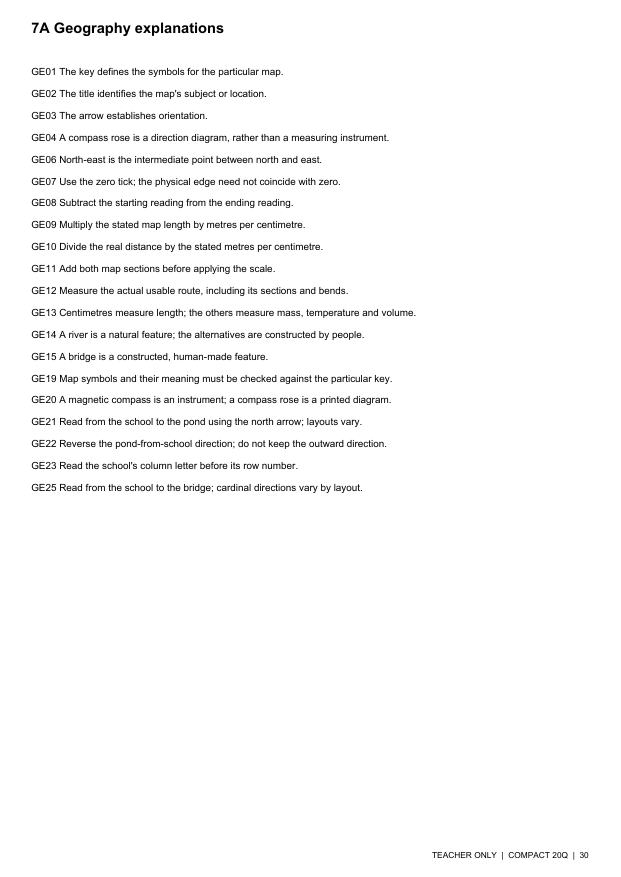 7A Geography explanations
GE01 The key defines the symbols for the particular map.
GE02 The title identifies the map's subject or location.
GE03 The arrow establishes orientation.
GE04 A compass rose is a direction diagram, rather than a measuring instrument.
GE06 North-east is the intermediate point between north and east.
GE07 Use the zero tick; the physical edge need not coincide with zero.
GE08 Subtract the starting reading from the ending reading.
GE09 Multiply the stated map length by metres per centimetre.
GE10 Divide the real distance by the stated metres per centimetre.
GE11 Add both map sections before applying the scale.
GE12 Measure the actual usable route, including its sections and bends.
GE13 Centimetres measure length; the others measure mass, temperature and volume.
GE14 A river is a natural feature; the alternatives are constructed by people.
GE15 A bridge is a constructed, human-made feature.
GE19 Map symbols and their meaning must be checked against the particular key.
GE20 A magnetic compass is an instrument; a compass rose is a printed diagram.
GE21 Read from the school to the pond using the north arrow; layouts vary.
GE22 Reverse the pond-from-school direction; do not keep the outward direction.
GE23 Read the school's column letter before its row number.
GE25 Read from the school to the bridge; cardinal directions vary by layout.
TEACHER ONLY | COMPACT 20Q | 30